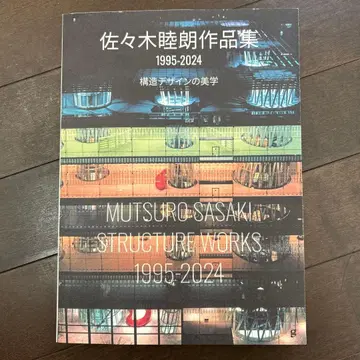 佐々木睦朗作品集
1995-2024
構造デザインの美学
MUTSURO SASAKI
STRUCTURE WORKS
1995-2024
g